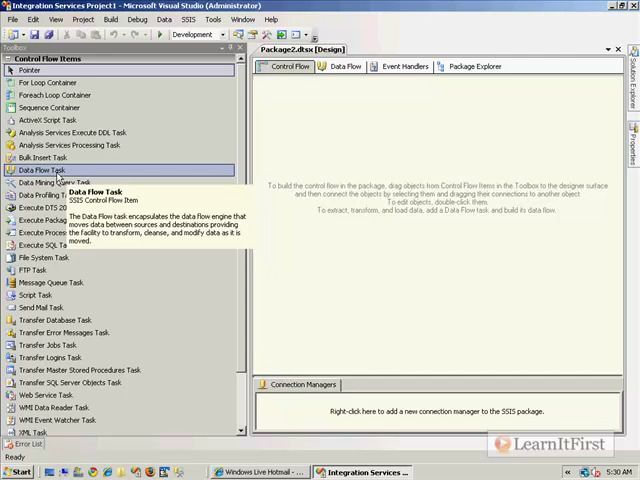 Integration Services Project1 - Microsoft Visual Studio (Administrator)
File Edit View Project Build Debug Data SSIS Tools Window Help
Development
Toolbox
Package2.dtsx [Design]
Control Flow Items
Control Flow Data Flow Event Handlers Package Explorer
Pointer
For Loop Container
Foreach Loop Container
Sequence Container
ActiveX Script Task
Analysis Services Execute DDL Task
Analysis Services Processing Task
Bulk Insert Task
Data Flow Task
Data Mining Query Task
Data Profiling
Execute DTS 20
Execute Packag
Execute Process
Execute SQL Ta
File System Task
FTP Task
Message Queue Task
Script Task
Send Mail Task
Transfer Database Task
Transfer Error Messages Task
Transfer Jobs Task
Transfer Logins Task
Transfer Master Stored Procedures Task
Transfer SQL Server Objects Task
Web Service Task
WMI Data Reader Task
WMI Event Watcher Task
XML Task
Data Flow Task
SSIS Control Flow Item
The Data Flow task encapsulates the data flow engine that
moves data between sources and destinations providing
the facility to transform, cleanse, and modify data as it is
moved.
To build the control flow in the package, drag objects from Control Flow Items in the Toolbox to the designer surface
and then connect the objects by selecting them and dragging their connections to another object.
To edit objects, double-click them.
To extract, transform, and load data, add a Data Flow task and build its data flow.
Connection Managers
Right-click here to add a new connection manager to the SSIS package.
Solution Explorer
Properties
Error List
LearnItFirst
Ready
Start
Windows Live Hotmail - ...
Integration Services ...
5:30 AM